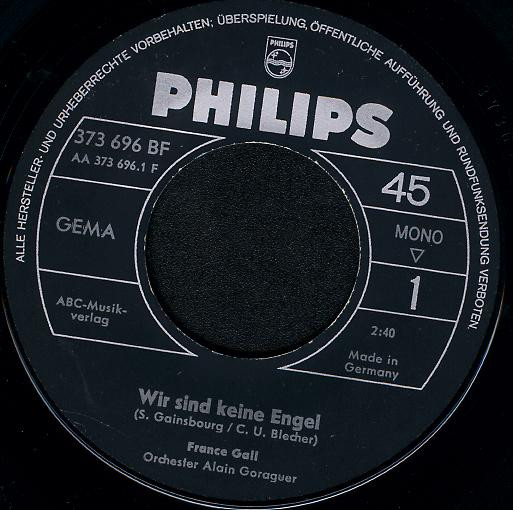 ALLE HERSTELLER- UND URHEBERRECHTE VORBEHALTEN; ÜBERSPIELUNG, ÖFFENTLICHE AUFFÜHRUNG UND RUNDFUNKSENDUNG VERBOTEN.
PHILIPS
PHILIPS
373 696 BF
AA 373 696.1 F
GEMA
ABC-Musik-
verlag
45
MONO
1
2:40
Made in
Germany
Wir sind keine Engel
(S. Gainsbourg / C. U. Blecher)
France Gall
Orchester Alain Goraguer